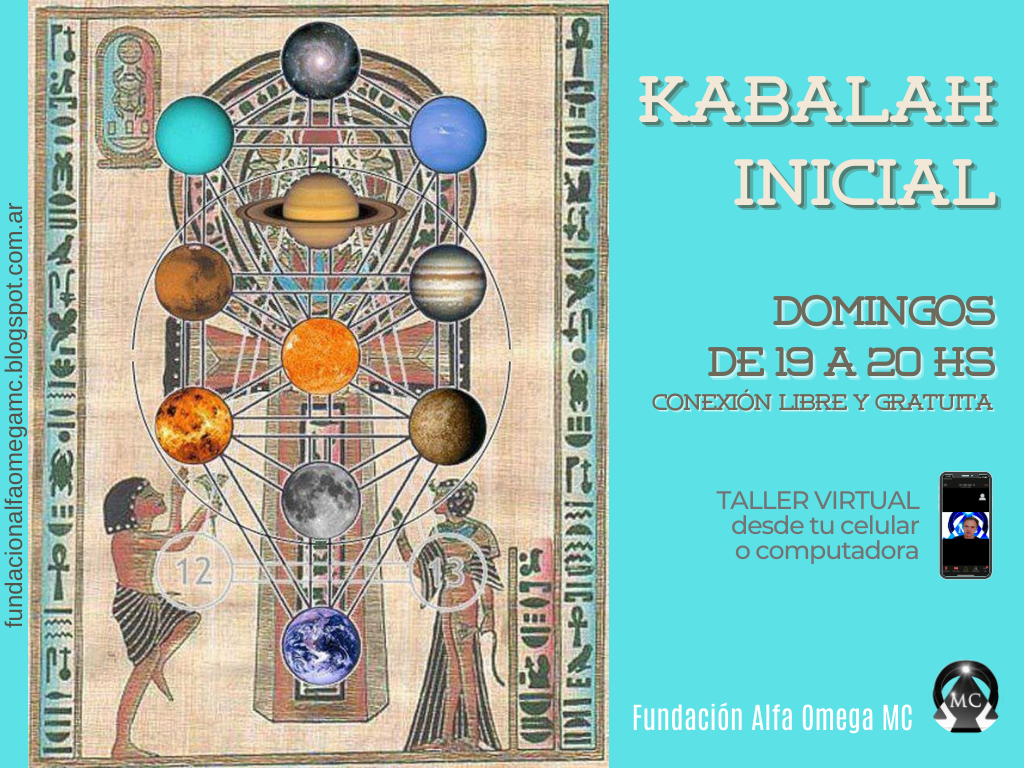 fundacionalfaomegamc.blogspot.com.ar
12
13
KABALAH
INICIAL
DOMINGOS
DE 19 A 20 HS
CONEXIÓN LIBRE Y GRATUITA
TALLER VIRTUAL
desde tu celular
o computadora
Fundación Alfa Omega MC
MC